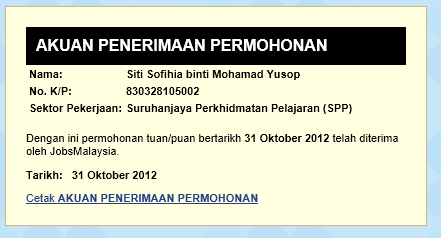 AKUAN PENERIMAAN PERMOHONAN
Nama: Siti Sofihia binti Mohamad Yusop
No. K/P: 830328105002
Sektor Pekerjaan: Suruhanjaya Perkhidmatan Pelajaran (SPP)
Dengan ini permohonan tuan/puan bertarikh 31 Oktober 2012 telah diterima
oleh JobsMalaysia.
Tarikh: 31 Oktober 2012
Cetak AKUAN PENERIMAAN PERMOHONAN